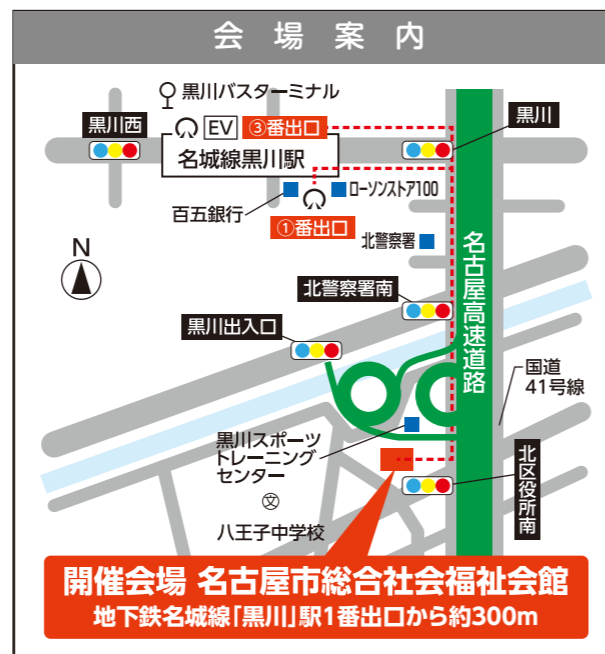 会場案内
黒川バスターミナル
黒川西
EV
③番出口
黒川
名城線黒川駅
ローソンストア100
百五銀行
①番出口
北警察署
N
名古屋高速道路
北警察署南
黒川出入口
国道
41号線
黒川スポーツ
トレーニング
センター
北区役所南
文
八王子中学校
開催会場 名古屋市総合社会福祉会館
地下鉄名城線「黒川」駅1番出口から約300m